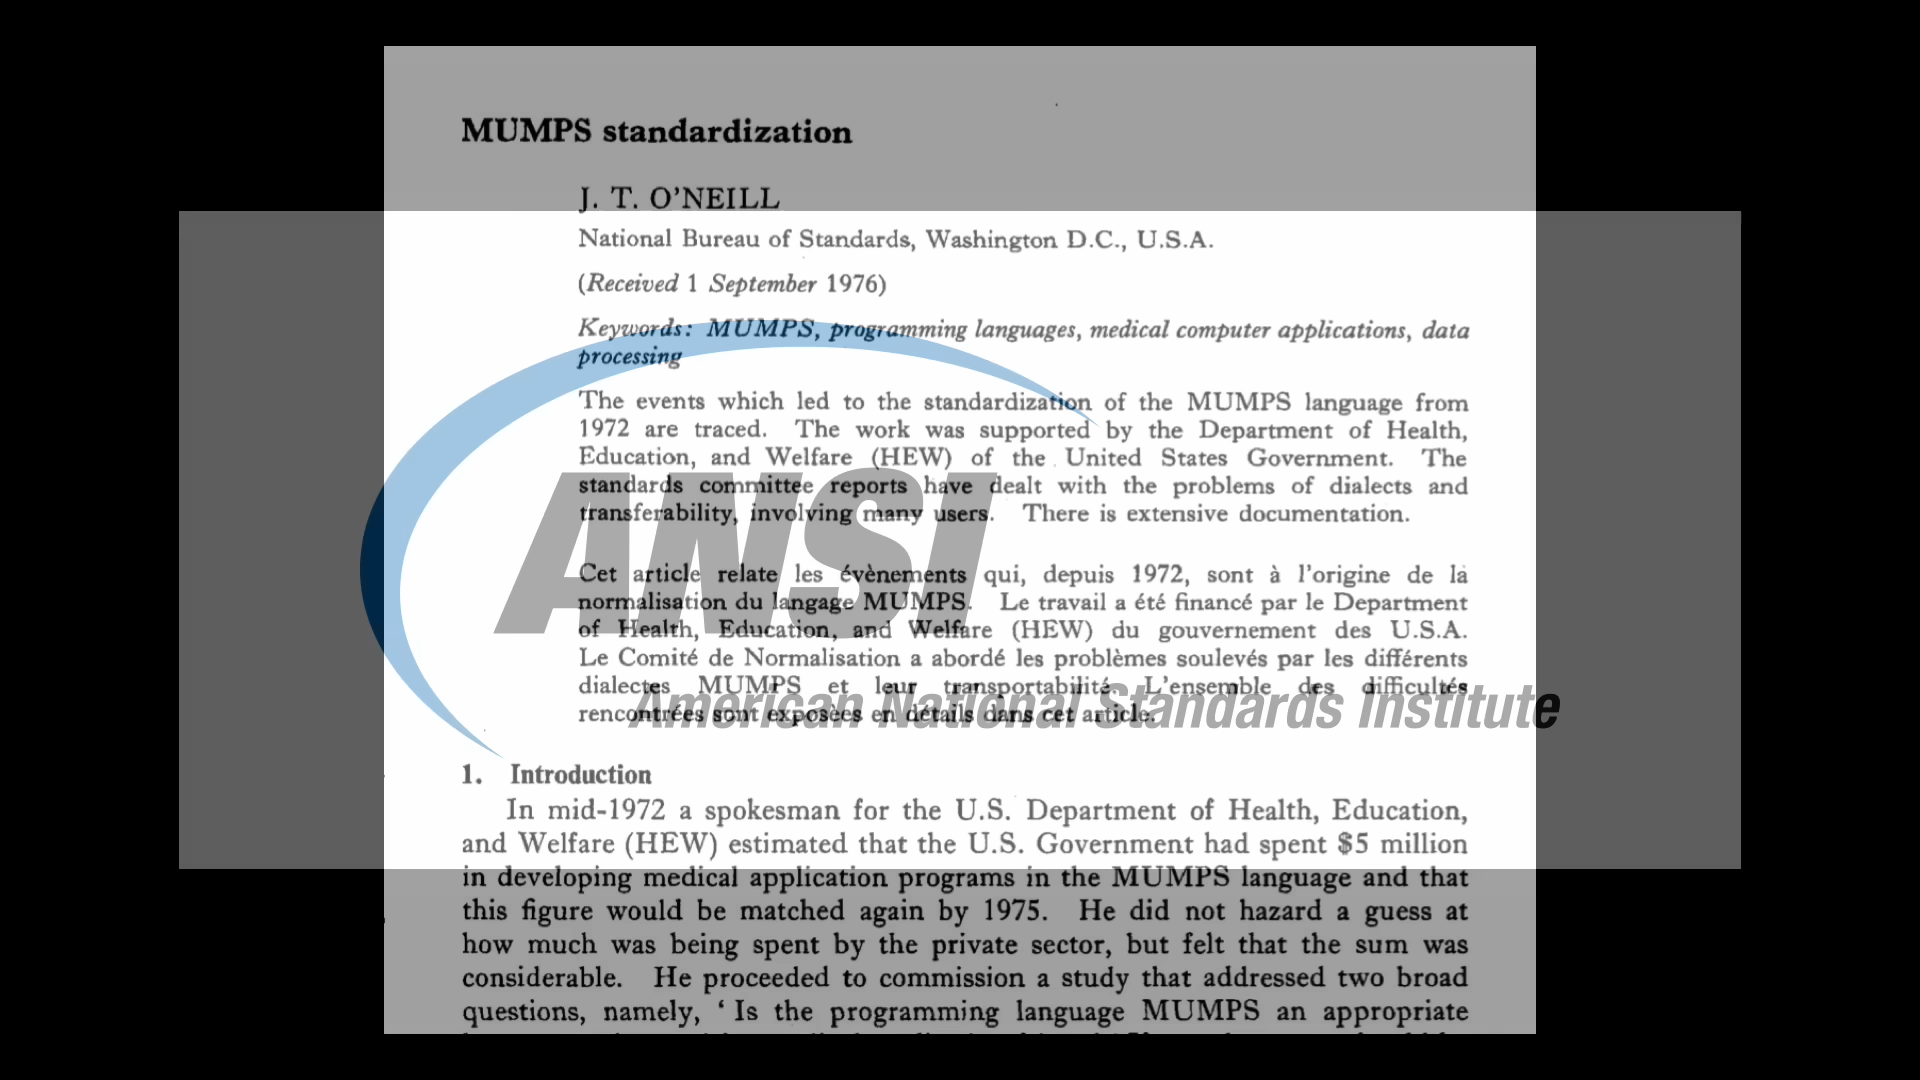 MUMPS standardization
J. T. O'NEILL
National Bureau of Standards, Washington D.C., U.S.A.
(Received 1 September 1976)
Keywords: MUMPS, programming languages, medical computer applications, data
processing
The events which led to the standardization of the MUMPS language from
1972 are traced. The work was supported by the Department of Health,
Education, and Welfare (HEW) of the United States Government. The
standards committee reports have dealt with the problems of dialects and
transferability, involving many users. There is extensive documentation.
ANSI
Cet article relate les évènements qui, depuis 1972, sont à l'origine de la
normalisation du langage MUMPS. Le travail a été financé par le Department
of Health, Education, and Welfare (HEW) du gouvernement des U.S.A.
Le Comité de Normalisation a abordé les problèmes soulevés par les différents
dialectes MUMPS et leur transportabilité. L'ensemble des difficultés
rencontrées sont exposèes en détails dans cet article.
American National Standards Institute
1. Introduction
In mid-1972 a spokesman for the U.S. Department of Health, Education,
and Welfare (HEW) estimated that the U.S. Government had spent $5 million
in developing medical application programs in the MUMPS language and that
this figure would be matched again by 1975. He did not hazard a guess at
how much was being spent by the private sector, but felt that the sum was
considerable. He proceeded to commission a study that addressed two broad
questions, namely, ‘ Is the programming language MUMPS an appropriate